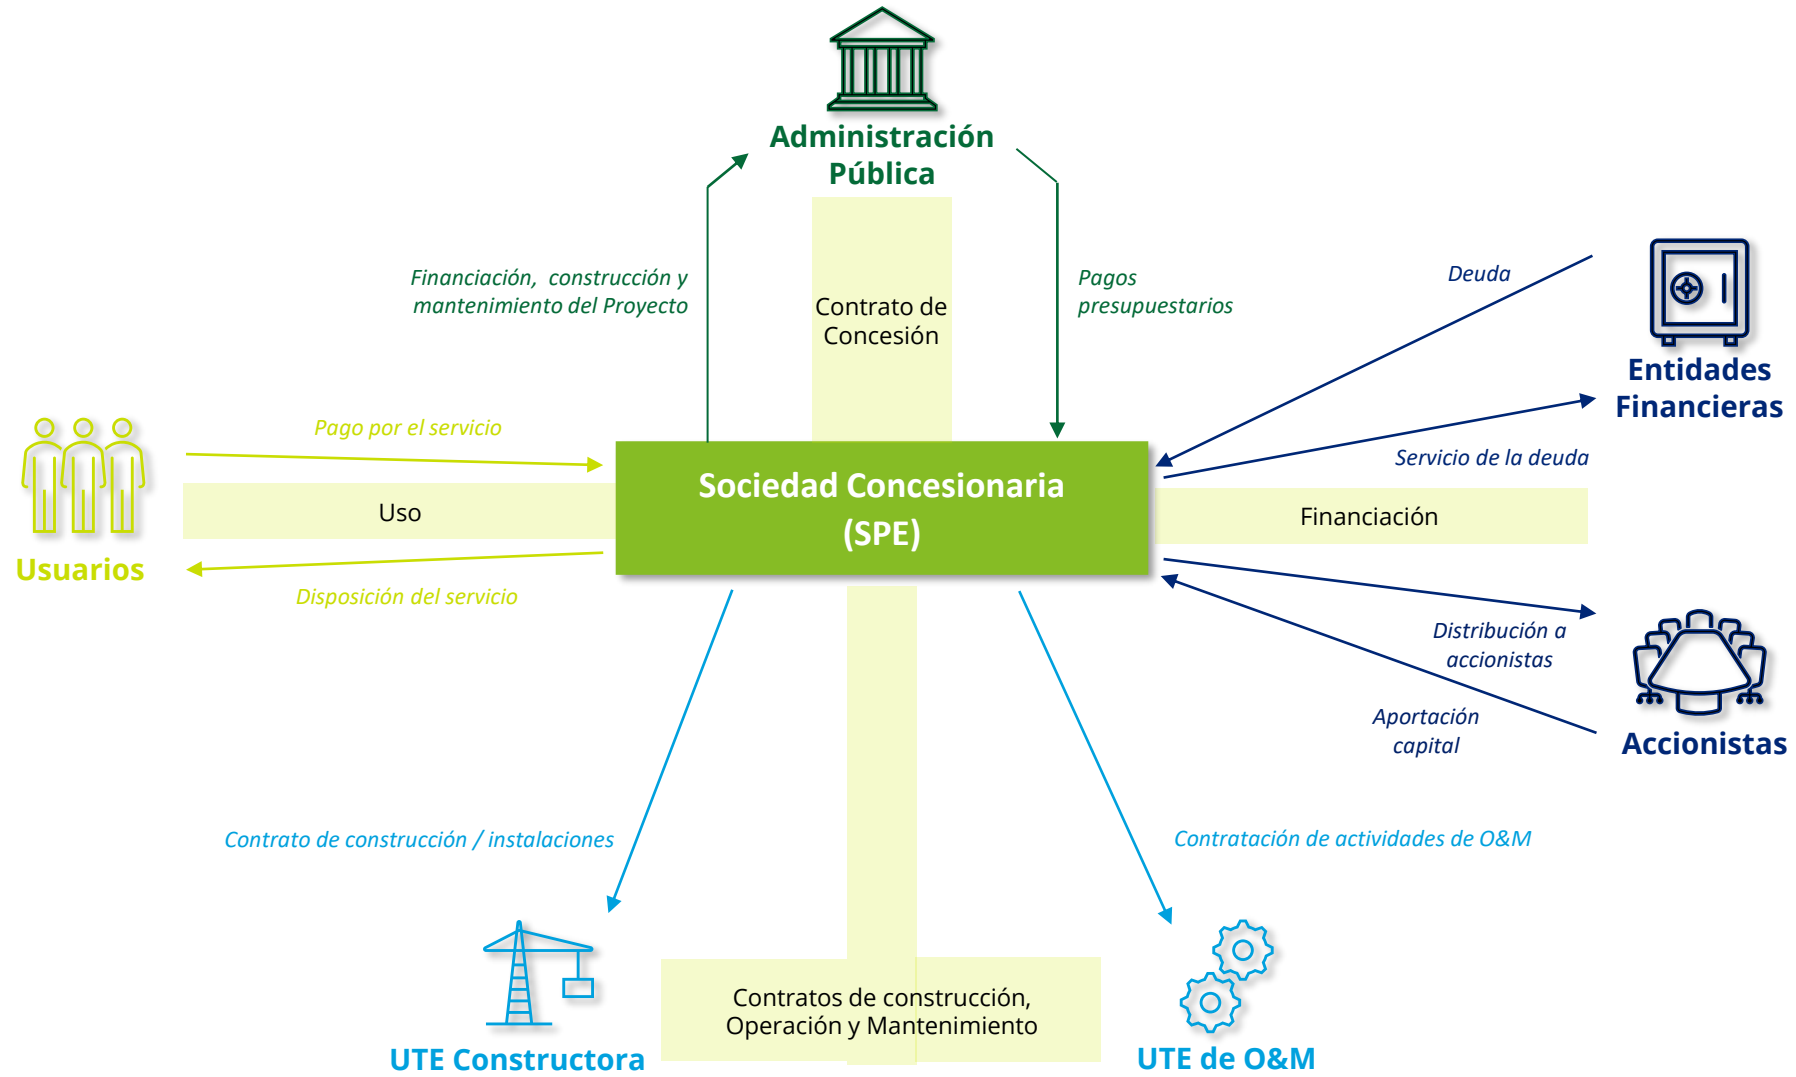 Administración
Pública
Financiación, construcción y
mantenimiento del Proyecto
Contrato de
Concesión
Pagos
presupuestarios
Deuda
Entidades
Financieras
Servicio de la deuda
Pago por el servicio
Uso
Usuarios
Disposición del servicio
Sociedad Concesionaria
(SPE)
Financiación
Distribución a
accionistas
Aportación
capital
Accionistas
Contrato de construcción / instalaciones
Contratación de actividades de O&M
Contratos de construcción,
Operación y Mantenimiento
UTE Constructora
UTE de O&M